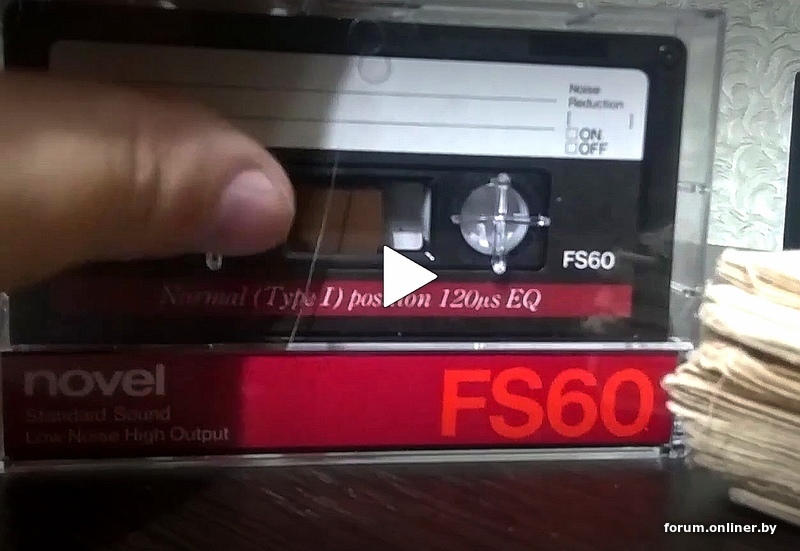 Noise
Reduction
ON
OFF
FS60
Normal (Type I) position 120µs EQ
novel
FS60
Standard Sound
Low Noise High Output
forum.onliner.by